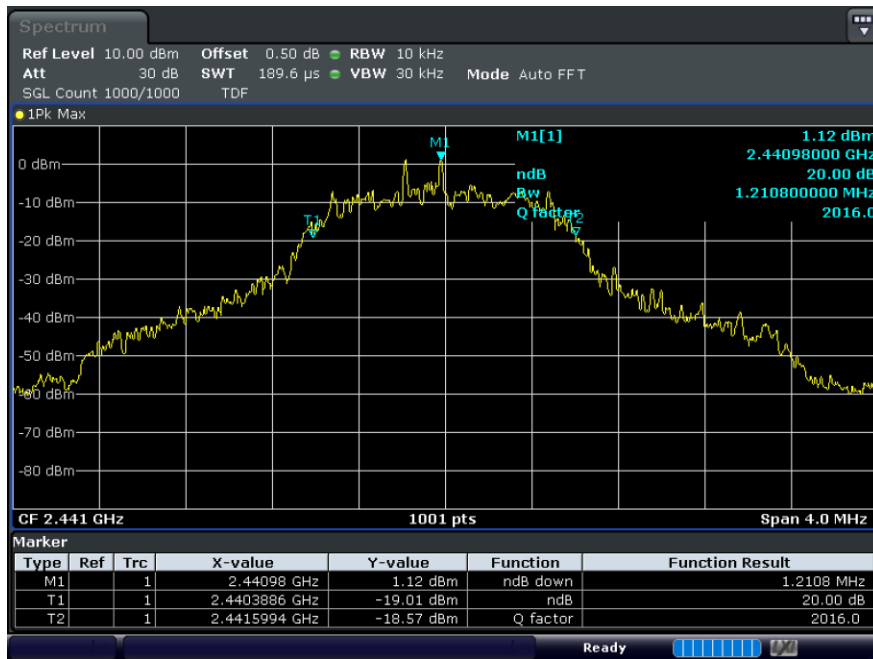 Spectrum
Ref Level 10.00 dBm Offset 0.50 dB RBW 10 kHz
Att 30 dB SWT 189.6 µs VBW 30 kHz Mode Auto FFT
SGL Count 1000/1000 TDF
1Pk Max
M1[1] 1.12 dBm
2.44098000 GHz
ndB 20.00 dB
Bw 1.210800000 MHz
Q factor 2016.0
M1
T1
T2
0 dBm
-10 dBm
-20 dBm
-30 dBm
-40 dBm
-50 dBm
-60 dBm
-70 dBm
-80 dBm
CF 2.441 GHz 1001 pts Span 4.0 MHz
Marker
Type Ref Trc X-value Y-value Function Function Result
M1 1 2.44098 GHz 1.12 dBm ndB down 1.2108 MHz
T1 1 2.4403886 GHz -19.01 dBm ndB 20.00 dB
T2 1 2.4415994 GHz -18.57 dBm Q factor 2016.0
Ready